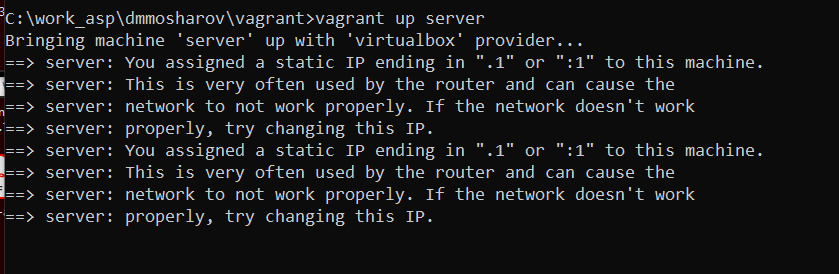 C:\work_asp\dmmosharov\vagrant>vagrant up server
Bringing machine 'server' up with 'virtualbox' provider...
==> server: You assigned a static IP ending in ".1" or ":1" to this machine.
==> server: This is very often used by the router and can cause the
==> server: network to not work properly. If the network doesn't work
==> server: properly, try changing this IP.
==> server: You assigned a static IP ending in ".1" or ":1" to this machine.
==> server: This is very often used by the router and can cause the
==> server: network to not work properly. If the network doesn't work
==> server: properly, try changing this IP.